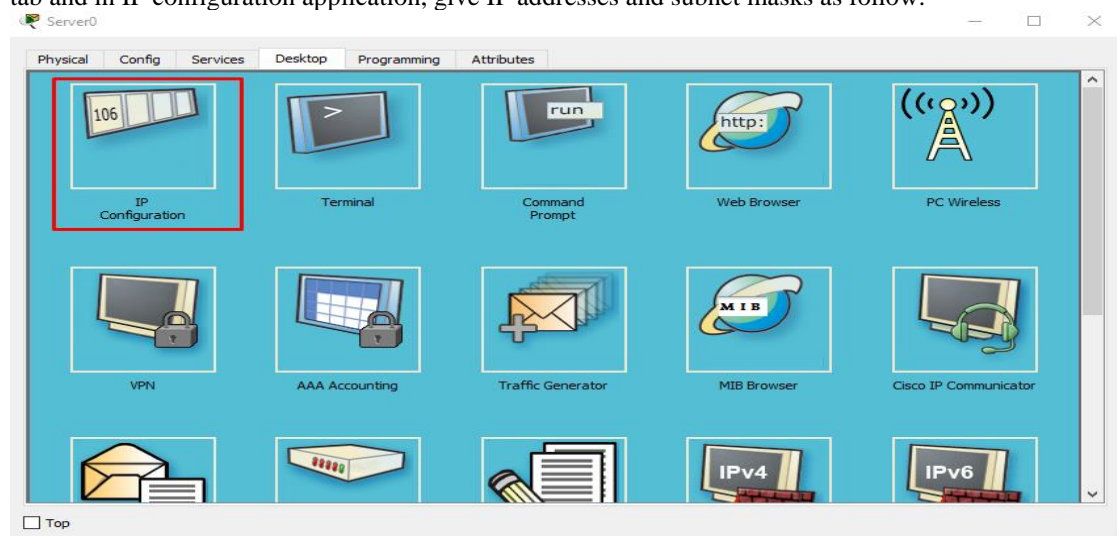 tab and in IP configuration application, give IP addresses and subnet masks as follow:
Server0
Physical Config Services Desktop Programming Attributes
106
>
run
http:
IP
Configuration
Terminal
Command
Prompt
Web Browser
PC Wireless
MIB
VPN
AAA Accounting
Traffic Generator
MIB Browser
Cisco IP Communicator
IPv4
IPv6
Top